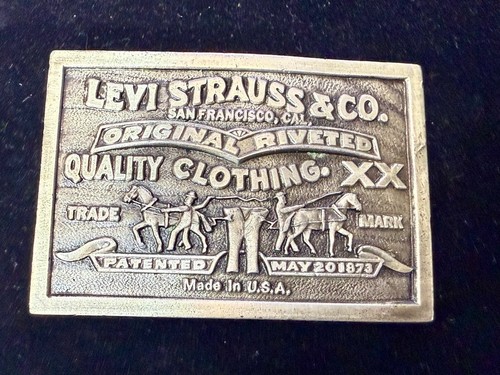 LEVI STRAUSS & CO.
SAN FRANCISCO, CAL.
ORIGINAL RIVETED
QUALITY CLOTHING. XX
TRADE MARK
PATENTED MAY 20 1873
Made In U.S.A.